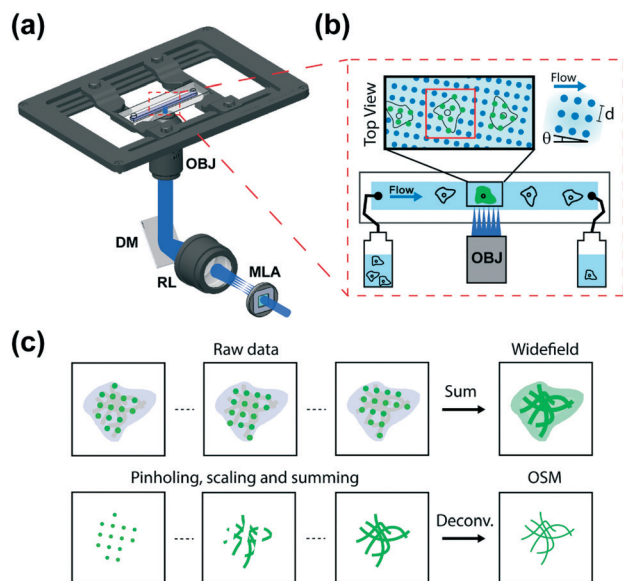 (a)
OBJ
DM
RL
MLA
(b)
Top View
Flow
d
θ
Flow
OBJ
(c)
Raw data
Widefield
Sum
Pinholing, scaling and summing
OSM
Deconv.